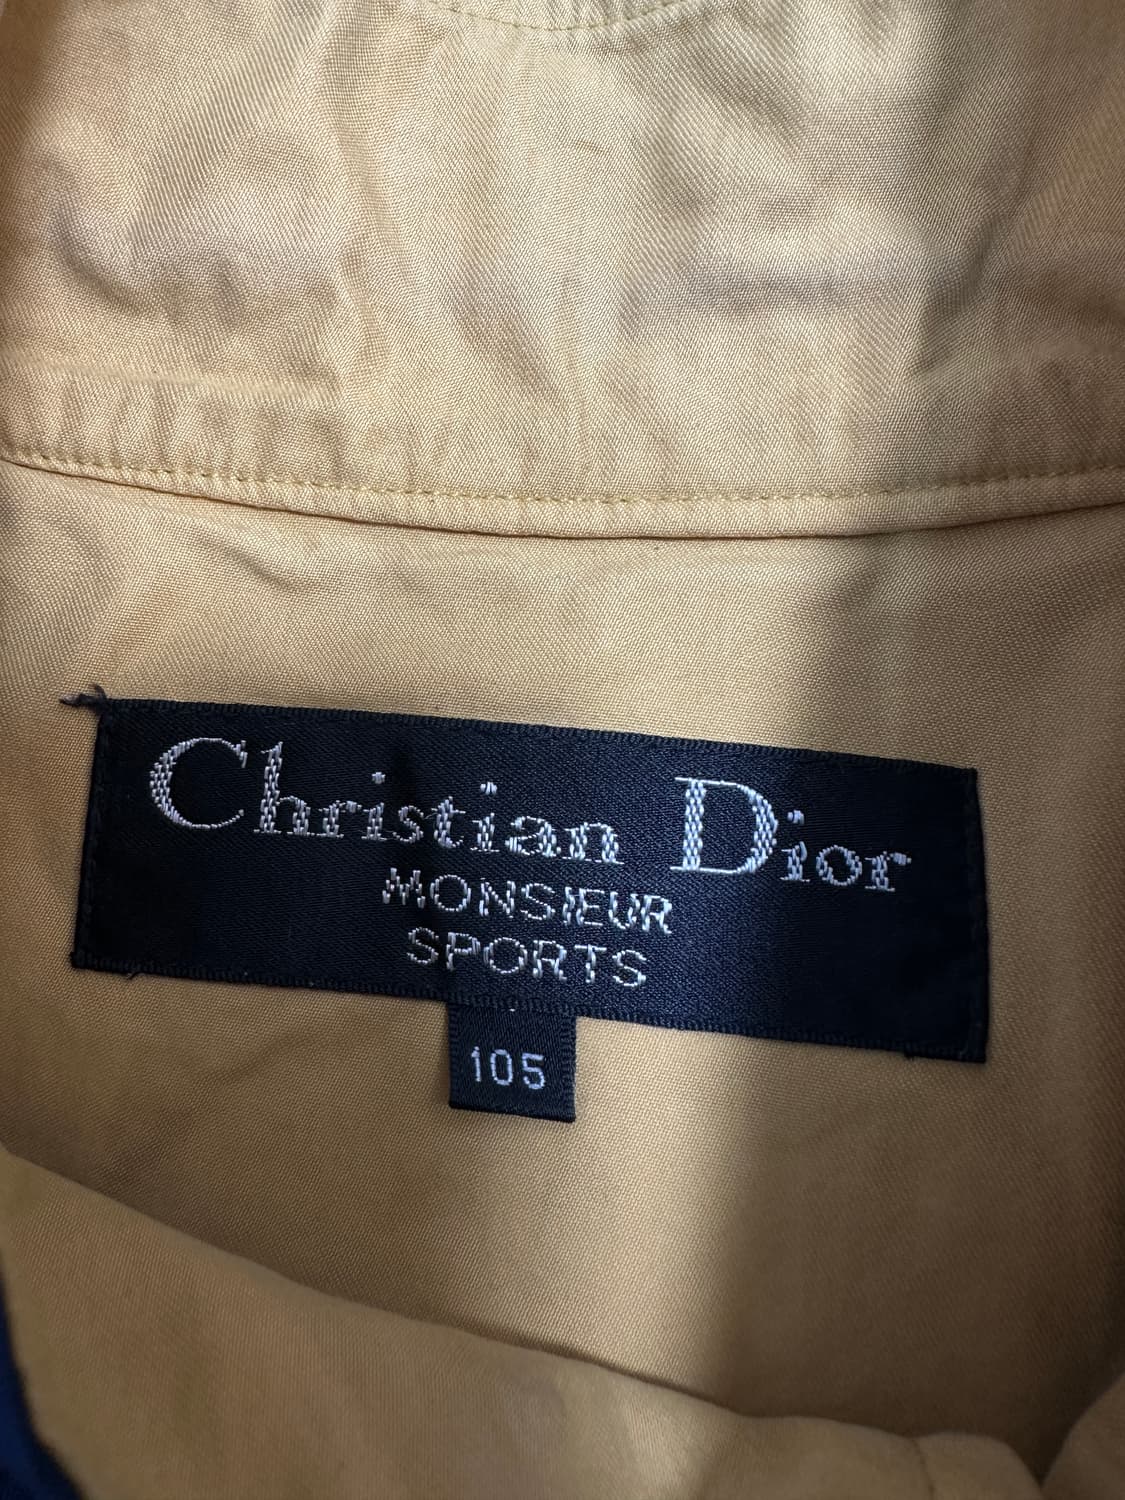 Christian Dior
MONSIEUR
SPORTS
105